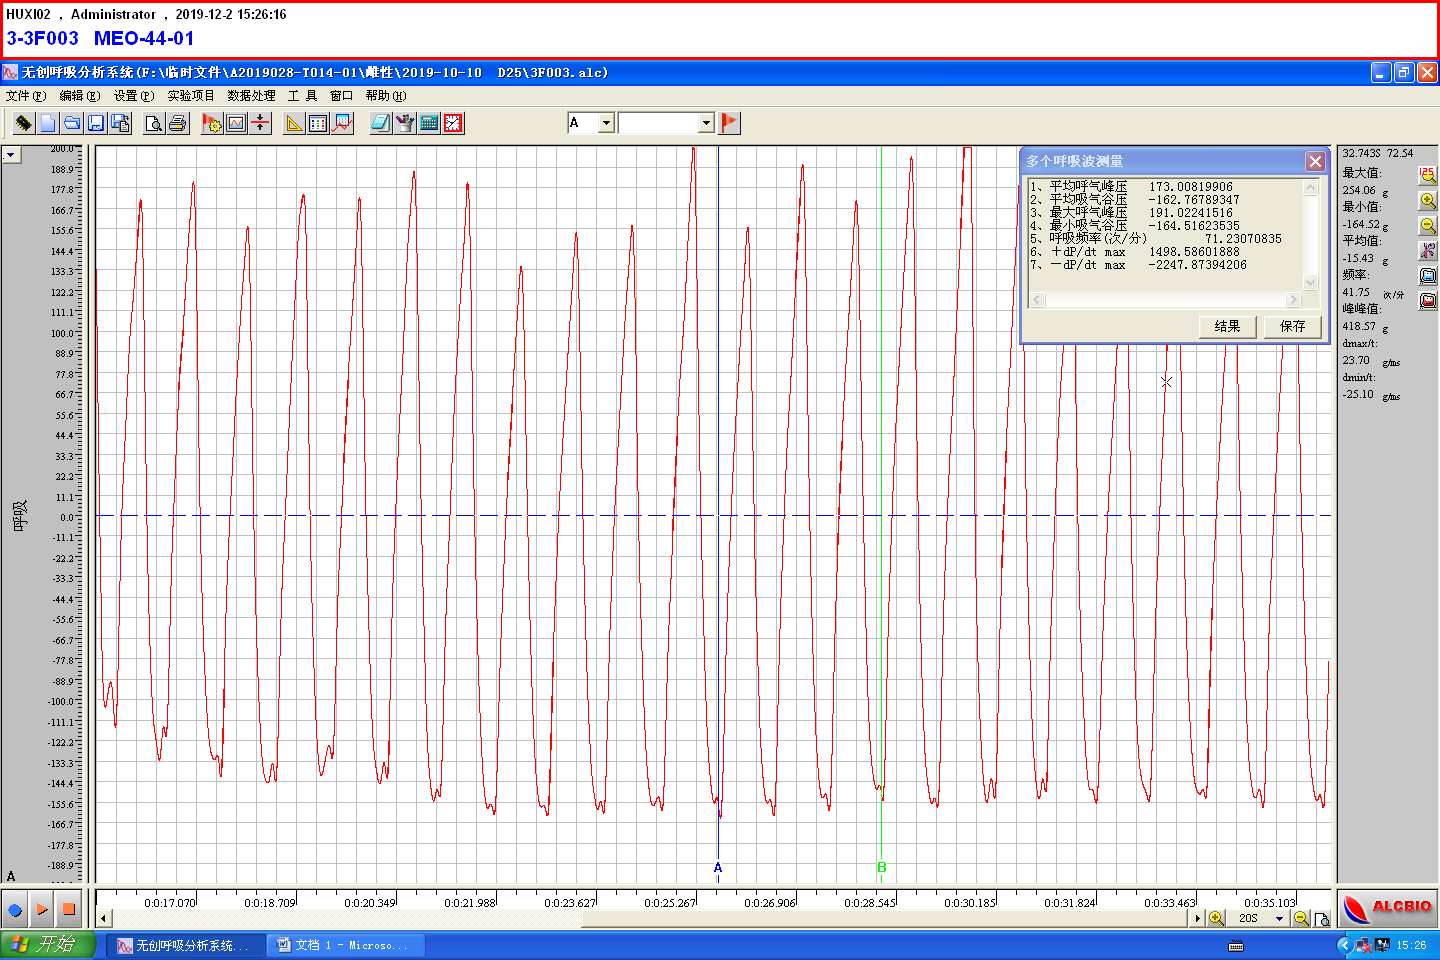 HUXI02 , Administrator , 2019-12-2 15:26:16
3-3F003 MEO-44-01
无创呼吸分析系统(F:\临时文件\A2019028-T014-01\雌性\2019-10-10 D25\3F003.alc)
文件(F) 编辑(E) 设置(P) 实验项目 数据处理 工 具 窗口 帮助(H)
A
200.0
188.9
177.8
166.7
155.6
144.4
133.3
122.2
111.1
100.0
88.9
77.8
66.7
55.6
44.4
33.3
22.2
11.1
0.0
-11.1
-22.2
-33.3
-44.4
-55.6
-66.7
-77.8
-88.9
-100.0
-111.1
-122.2
-133.3
-144.4
-155.6
-166.7
-177.8
-188.9
呼吸
A
A
B
多个呼吸波测量
1、平均呼气峰压 173.00819906
2、平均吸气谷压 -162.76789347
3、最大呼气峰压 191.02241516
4、最小吸气谷压 -164.51623535
5、呼吸频率(次/分) 71.23070835
6、＋dP/dt max 1498.58601888
7、－dP/dt max -2247.87394206
结果 保存
32.743S 72.54
最大值:
254.06 g
最小值:
-164.52 g
平均值:
-15.43 g
频率:
41.75 次/分
峰峰值:
418.57 g
dmax/t:
23.70 g/ms
dmin/t:
-25.10 g/ms
125
0:0:17.070 0:0:18.709 0:0:20.349 0:0:21.988 0:0:23.627 0:0:25.267 0:0:26.906 0:0:28.545 0:0:30.185 0:0:31.824 0:0:33.463 0:0:35.103
20S
ALCBIO
开始 无创呼吸分析系统... 文档 1 - Microso... 15:26